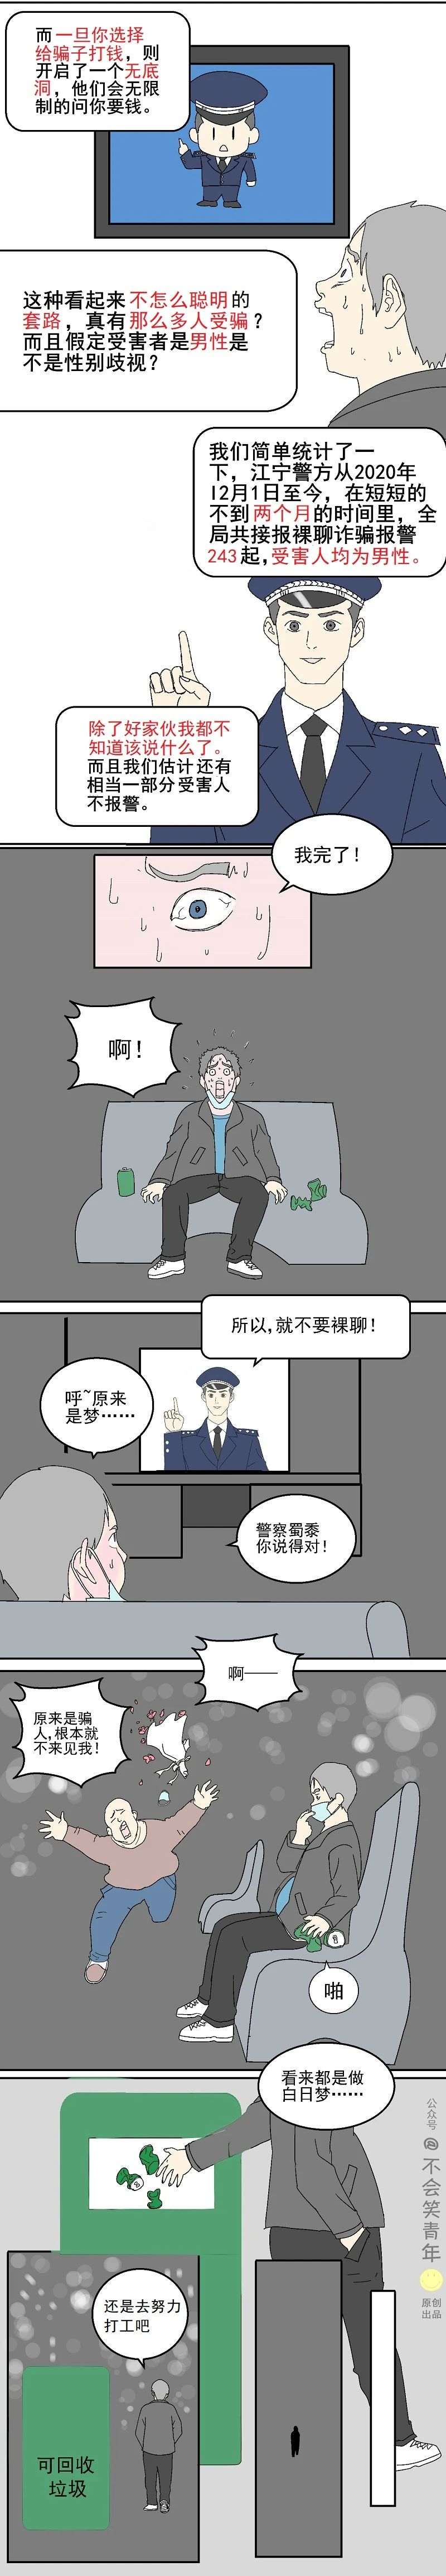 而一旦你选择
给骗子打钱，则
开启了一个无底
洞，他们会无限
制的问你要钱。
这种看起来不怎么聪明的
套路，真有那么多人受骗？
而且假定受害者是男性是
不是性别歧视？
我们简单统计了一
下，江宁警方从2020年
12月1日至今，在短短的
不到两个月的时间里，全
局共接报裸聊诈骗报警
243起,受害人均为男性。
除了好家伙我都不
知道该说什么了。
而且我们估计还有
相当一部分受害人
不报警。
我完了！
啊！
所以,就不要裸聊！
呼~原来
是梦……
警察蜀黍
你说得对！
啊——
原来是骗
人,根本就
不来见我！
啪
看来都是做
白日梦……
公众号
@不会笑青年
原创
出品
还是去努力
打工吧
可回收
垃圾